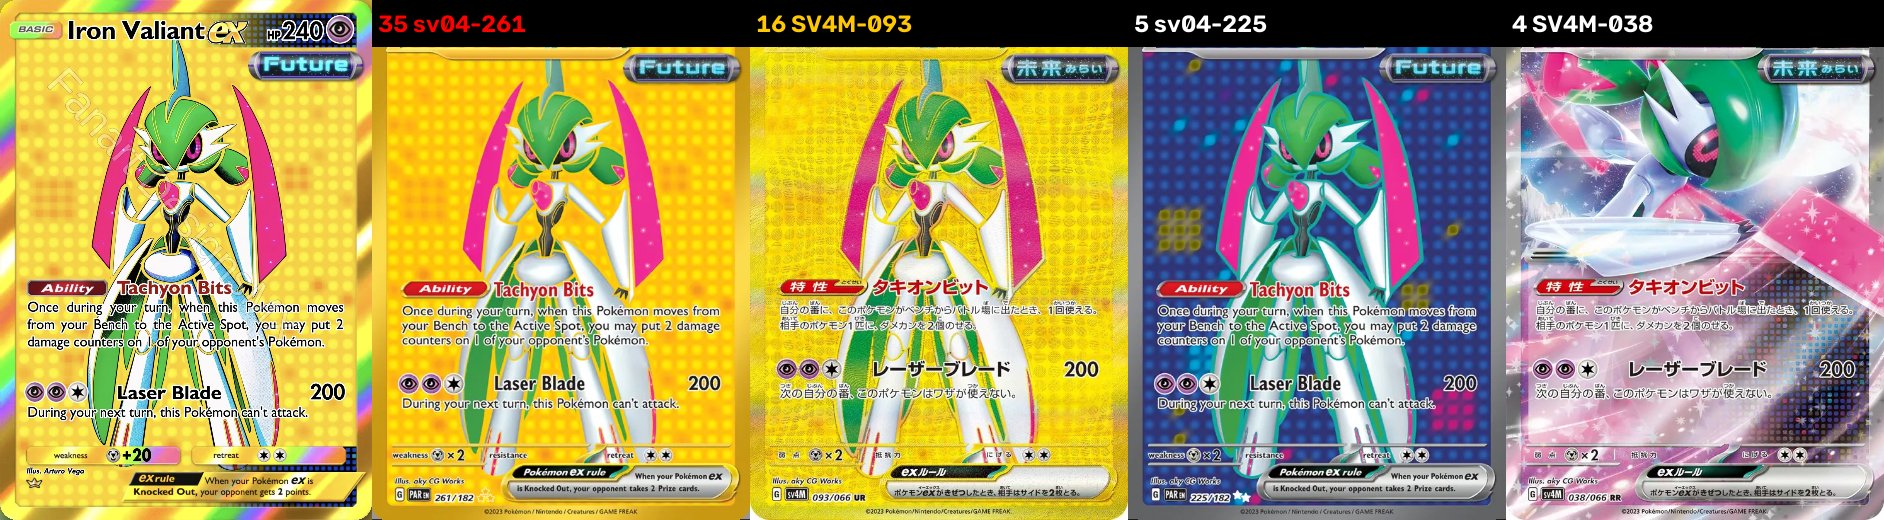 BASIC Iron Valiant ex HP240
Future
Fanart
Ability Tachyon Bits
Once during your turn, when this Pokémon moves
from your Bench to the Active Spot, you may put 2
damage counters on 1 of your opponent's Pokémon.
Laser Blade 200
During your next turn, this Pokémon can't attack.
weakness +20 retreat
Illus. Arturo Vega
ex rule When your Pokémon ex is
Knocked Out, your opponent gets 2 points.
35 sv04-261
Future
Ability Tachyon Bits
Once during your turn, when this Pokémon moves from
your Bench to the Active Spot, you may put 2 damage
counters on 1 of your opponent's Pokémon.
Laser Blade 200
During your next turn, this Pokémon can't attack.
weakness ×2 resistance retreat
Illus. aky CG Works
Pokémon ex rule When your Pokémon ex
is Knocked Out, your opponent takes 2 Prize cards.
G PAR EN 261/182
©2023 Pokémon / Nintendo / Creatures / GAME FREAK
16 SV4M-093
未来みらい
特性 タキオンビット
自分の番に、このポケモンがベンチからバトル場に出たとき、1回使える。
相手のポケモン1匹に、ダメカンを2個のせる。
レーザーブレード 200
次の自分の番、このポケモンはワザが使えない。
弱点 ×2 抵抗力 にげる
Illus. aky CG Works
exルール
ポケモンexがきぜつしたとき、相手はサイドを2枚とる。
G sv4M 093/066 UR
©2023 Pokémon/Nintendo/Creatures/GAME FREAK.
5 sv04-225
Future
Ability Tachyon Bits
Once during your turn, when this Pokémon moves from
your Bench to the Active Spot, you may put 2 damage
counters on 1 of your opponent's Pokémon.
Laser Blade 200
During your next turn, this Pokémon can't attack.
weakness ×2 resistance retreat
Illus. aky CG Works
Pokémon ex rule When your Pokémon ex
is Knocked Out, your opponent takes 2 Prize cards.
G PAR EN 225/182
©2023 Pokémon / Nintendo / Creatures / GAME FREAK
4 SV4M-038
未来みらい
特性 タキオンビット
自分の番に、このポケモンがベンチからバトル場に出たとき、1回使える。
相手のポケモン1匹に、ダメカンを2個のせる。
レーザーブレード 200
次の自分の番、このポケモンはワザが使えない。
弱点 ×2 抵抗力 にげる
Illus. aky CG Works
exルール
ポケモンexがきぜつしたとき、相手はサイドを2枚とる。
G sv4M 038/066 RR
©2023 Pokémon/Nintendo/Creatures/GAME FREAK.